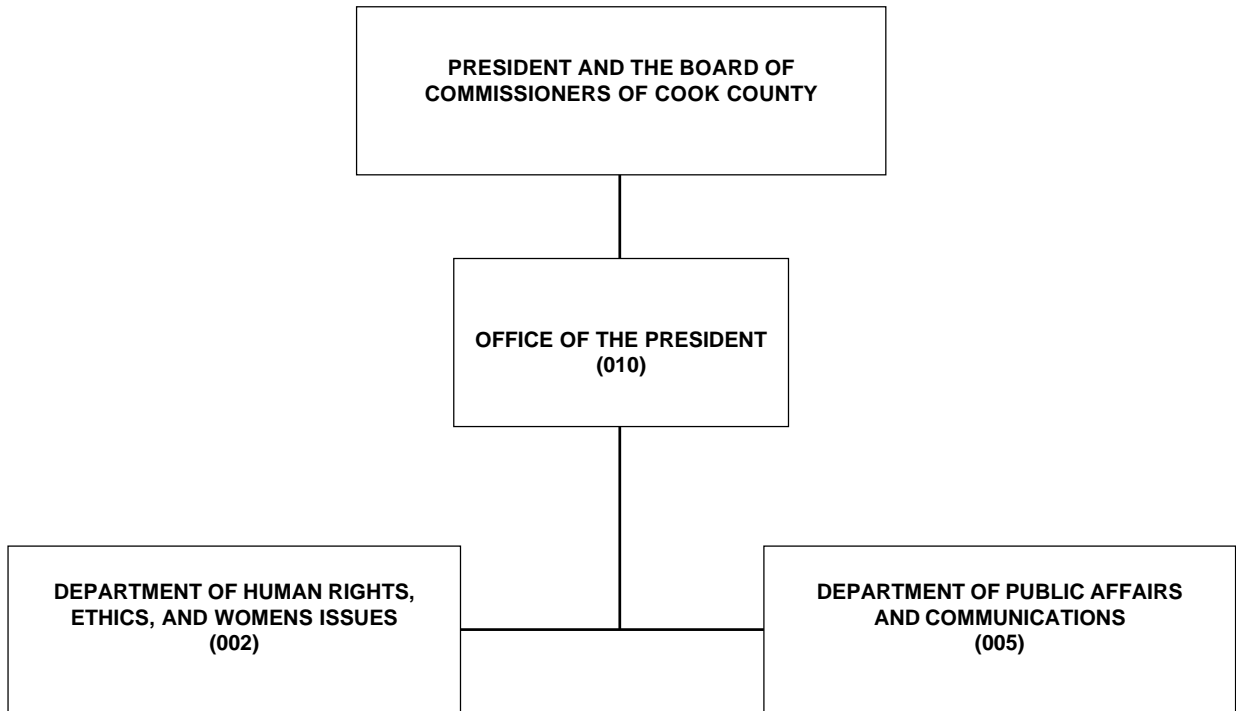 PRESIDENT AND THE BOARD OF
COMMISSIONERS OF COOK COUNTY
OFFICE OF THE PRESIDENT
(010)
DEPARTMENT OF HUMAN RIGHTS,
ETHICS, AND WOMENS ISSUES
(002)
DEPARTMENT OF PUBLIC AFFAIRS
AND COMMUNICATIONS
(005)